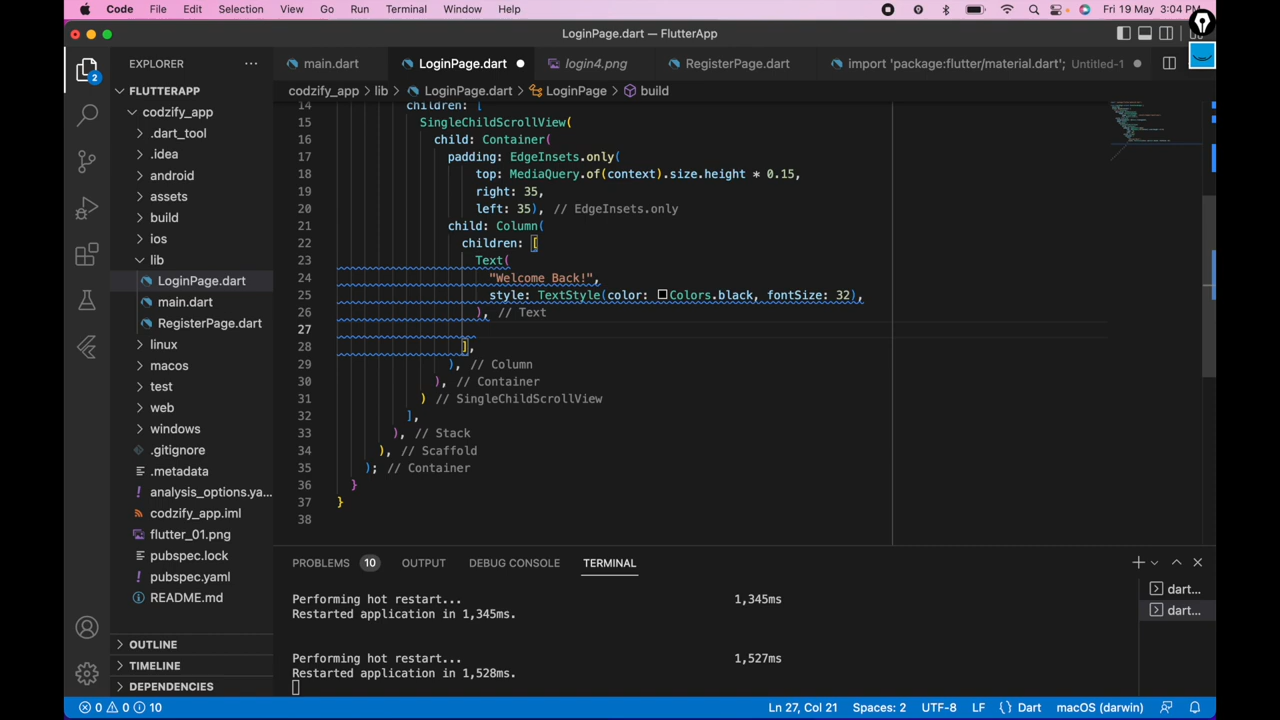 Code File Edit Selection View Go Run Terminal Window Help Fri 19 May 3:04 PM
LoginPage.dart — FlutterApp
EXPLORER
main.dart LoginPage.dart login4.png RegisterPage.dart import 'package:flutter/material.dart'; Untitled-1
codzify_app > lib > LoginPage.dart > LoginPage > build
2
FLUTTERAPP
codzify_app
.dart_tool
.idea
android
assets
build
ios
lib
LoginPage.dart
main.dart
RegisterPage.dart
linux
macos
test
web
windows
.gitignore
.metadata
analysis_options.ya...
codzify_app.iml
flutter_01.png
pubspec.lock
pubspec.yaml
README.md
OUTLINE
TIMELINE
DEPENDENCIES
14 children: [
15 SingleChildScrollView(
16 child: Container(
17 padding: EdgeInsets.only(
18 top: MediaQuery.of(context).size.height * 0.15,
19 right: 35,
20 left: 35), // EdgeInsets.only
21 child: Column(
22 children: [
23 Text(
24 "Welcome Back!",
25 style: TextStyle(color: Colors.black, fontSize: 32),
26 ), // Text
27
28 ],
29 ), // Column
30 ), // Container
31 ) // SingleChildScrollView
32 ],
33 ), // Stack
34 ), // Scaffold
35 ); // Container
36 }
37 }
38
PROBLEMS 10 OUTPUT DEBUG CONSOLE TERMINAL
Performing hot restart... 1,345ms
Restarted application in 1,345ms.
Performing hot restart... 1,527ms
Restarted application in 1,528ms.
dart...
dart...
0 0 10 Ln 27, Col 21 Spaces: 2 UTF-8 LF {} Dart macOS (darwin)